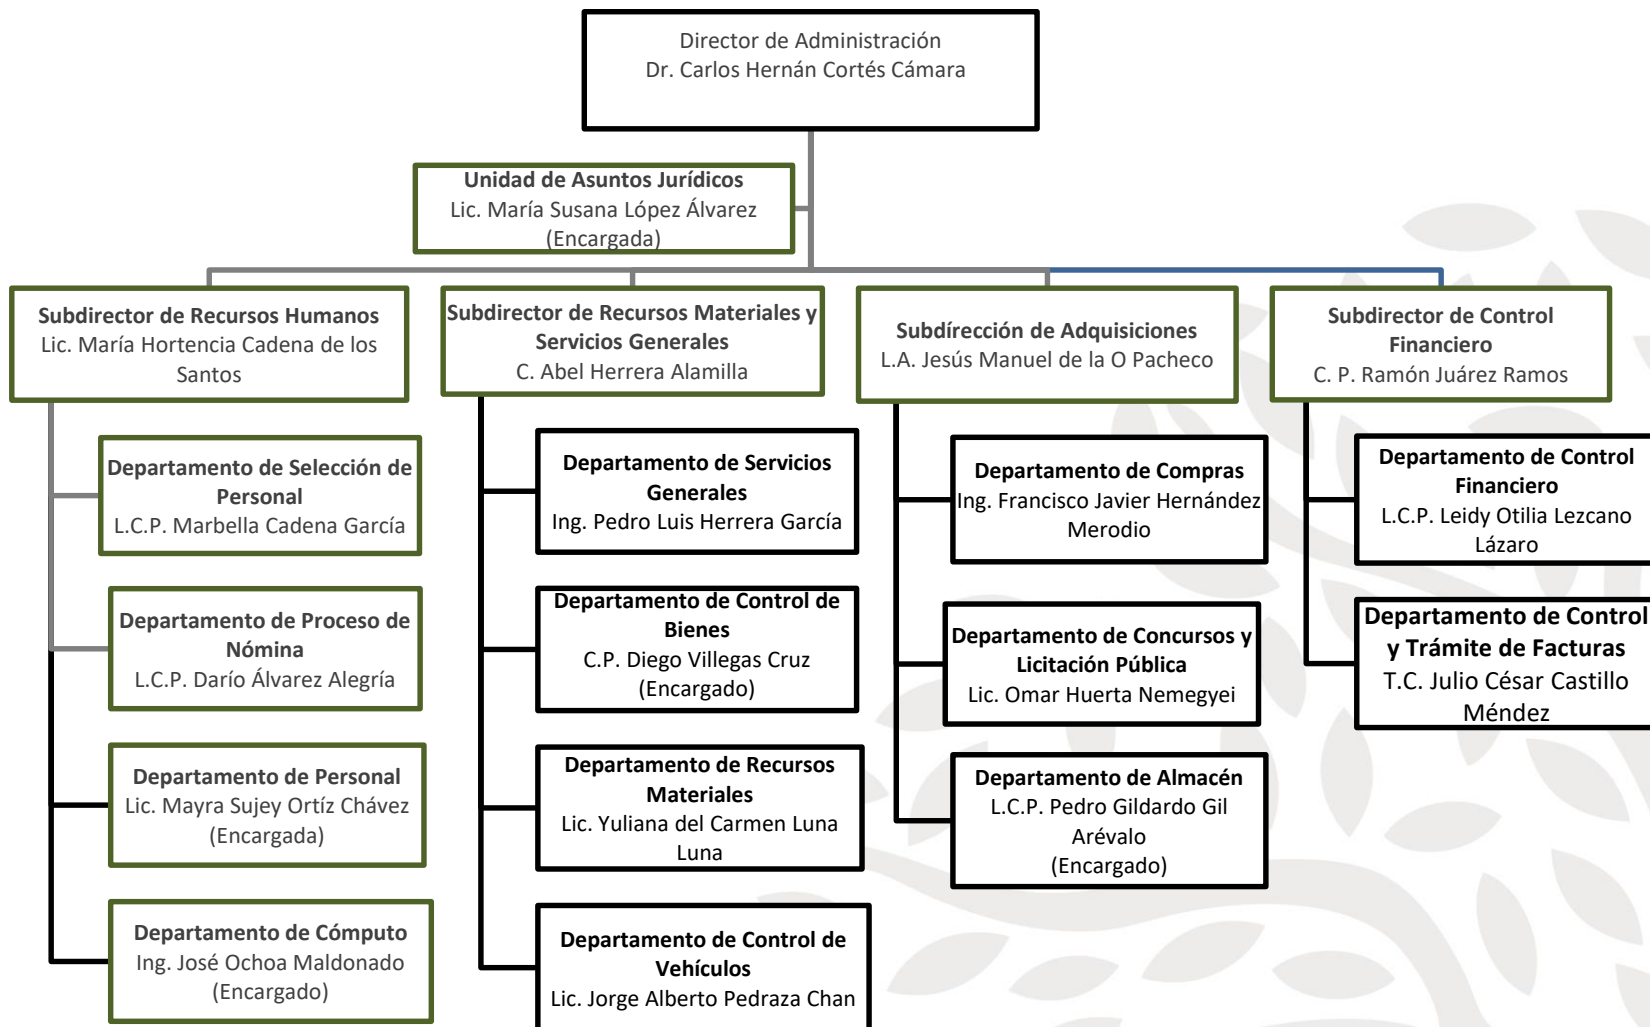 Director de Administración
Dr. Carlos Hernán Cortés Cámara
Unidad de Asuntos Jurídicos
Lic. María Susana López Álvarez
(Encargada)
Subdirector de Recursos Humanos
Lic. María Hortencia Cadena de los
Santos
Departamento de Selección de
Personal
L.C.P. Marbella Cadena García
Departamento de Proceso de
Nómina
L.C.P. Darío Álvarez Alegría
Departamento de Personal
Lic. Mayra Sujey Ortíz Chávez
(Encargada)
Departamento de Cómputo
Ing. José Ochoa Maldonado
(Encargado)
Subdirector de Recursos Materiales y
Servicios Generales
C. Abel Herrera Alamilla
Departamento de Servicios
Generales
Ing. Pedro Luis Herrera García
Departamento de Control de
Bienes
C.P. Diego Villegas Cruz
(Encargado)
Departamento de Recursos
Materiales
Lic. Yuliana del Carmen Luna
Luna
Departamento de Control de
Vehículos
Lic. Jorge Alberto Pedraza Chan
Subdírección de Adquisiciones
L.A. Jesús Manuel de la O Pacheco
Departamento de Compras
Ing. Francisco Javier Hernández
Merodio
Departamento de Concursos y
Licitación Pública
Lic. Omar Huerta Nemegyei
Departamento de Almacén
L.C.P. Pedro Gildardo Gil
Arévalo
(Encargado)
Subdirector de Control
Financiero
C. P. Ramón Juárez Ramos
Departamento de Control
Financiero
L.C.P. Leidy Otilia Lezcano
Lázaro
Departamento de Control
y Trámite de Facturas
T.C. Julio César Castillo
Méndez